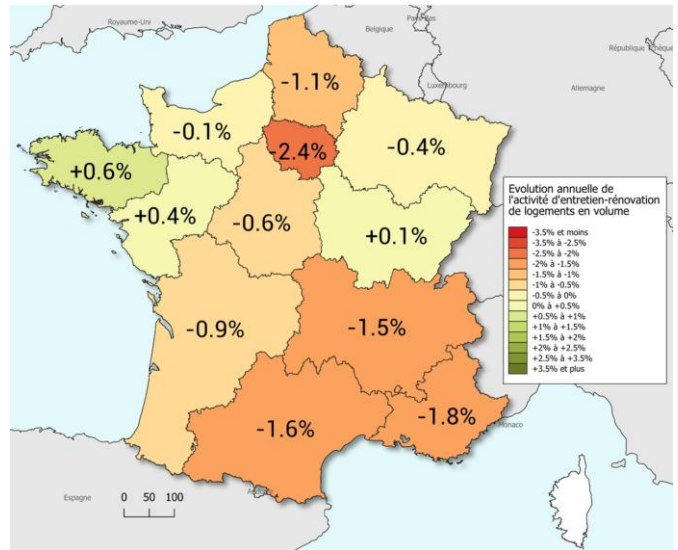 Royaume-Uni
Belgique
Pays-Bas
République Tchèque
Luxembourg
Allemagne
-1.1%
-0.1%
-2.4%
-0.4%
+0.6%
+0.4%
-0.6%
+0.1%
-0.9%
-1.5%
-1.6%
-1.8%
Monaco
Espagne
0 50 100
Evolution annuelle de
l'activité d'entretien-rénovation
de logements en volume
-3.5% et moins
-3.5% à -2.5%
-2.5% à -2%
-2% à -1.5%
-1.5% à -1%
-1% à -0.5%
-0.5% à 0%
0% à +0.5%
+0.5% à +1%
+1% à +1.5%
+1.5% à +2%
+2% à +2.5%
+2.5% à +3.5%
+3.5% et plus